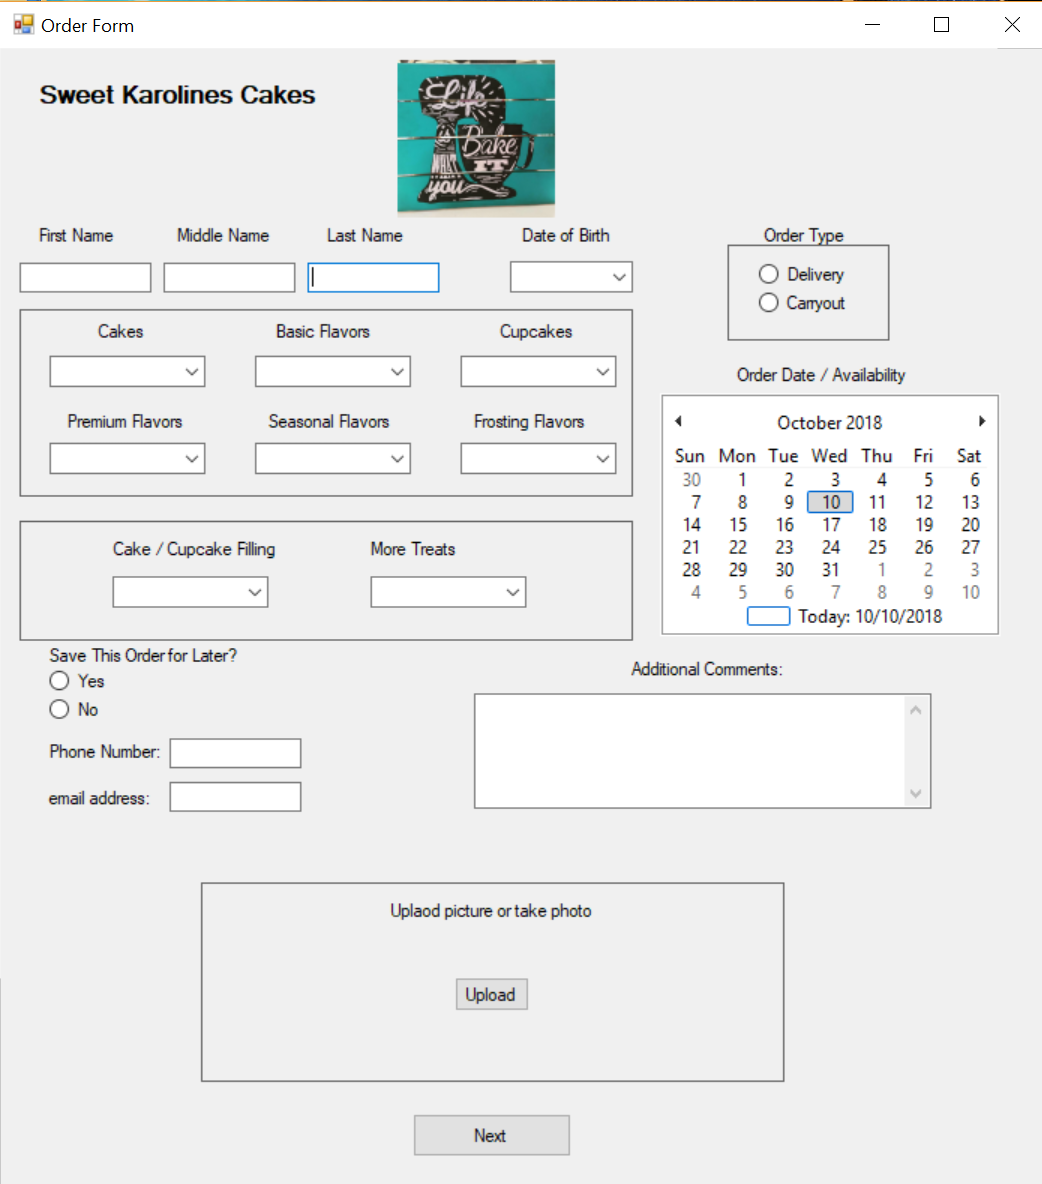 Order Form
Sweet Karolines Cakes
Life
IS
WHAT
you
Bake
IT
First Name Middle Name Last Name Date of Birth Order Type
Delivery
Carryout
Cakes Basic Flavors Cupcakes
Premium Flavors Seasonal Flavors Frosting Flavors
Order Date / Availability
October 2018
Sun Mon Tue Wed Thu Fri Sat
30 1 2 3 4 5 6
7 8 9 10 11 12 13
14 15 16 17 18 19 20
21 22 23 24 25 26 27
28 29 30 31 1 2 3
4 5 6 7 8 9 10
Today: 10/10/2018
Cake / Cupcake Filling More Treats
Save This Order for Later?
Yes
No
Phone Number:
email address:
Additional Comments:
Uplaod picture or take photo
Upload
Next